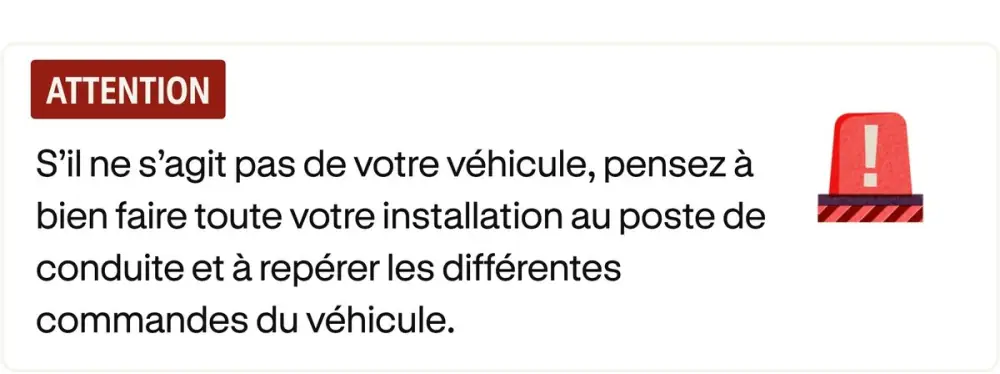 ATTENTION
S’il ne s’agit pas de votre véhicule, pensez à
bien faire toute votre installation au poste de
conduite et à repérer les différentes
commandes du véhicule.
!